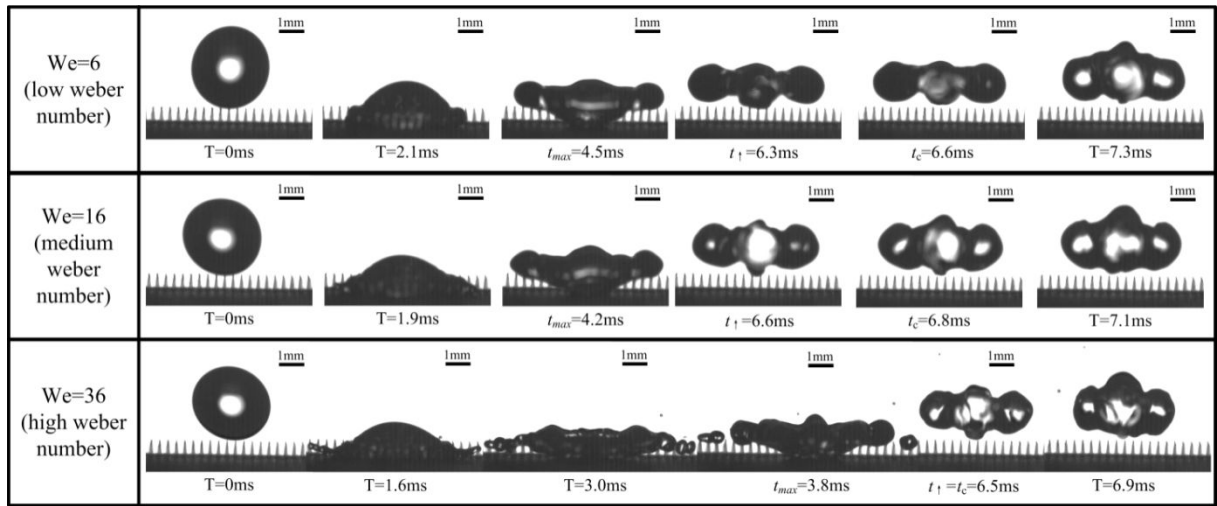 We=6
(low weber
number)
1mm 1mm 1mm 1mm 1mm 1mm
T=0ms T=2.1ms tmax=4.5ms t↑=6.3ms tc=6.6ms T=7.3ms
We=16
(medium
weber
number)
1mm 1mm 1mm 1mm 1mm 1mm
T=0ms T=1.9ms tmax=4.2ms t↑=6.6ms tc=6.8ms T=7.1ms
We=36
(high weber
number)
1mm 1mm 1mm 1mm 1mm
T=0ms T=1.6ms T=3.0ms tmax=3.8ms t↑=tc=6.5ms T=6.9ms